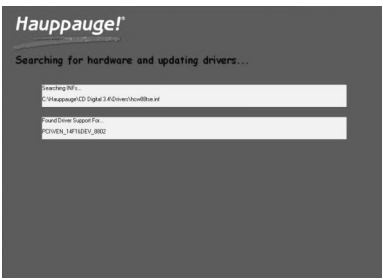 Hauppauge!
Searching for hardware and updating drivers...
Searching INFs...
C:\Hauppauge\CD Digital 3.4\Drivers\hcw88tse.inf
Found Driver Support For...
PCI\VEN_14F1&DEV_8802